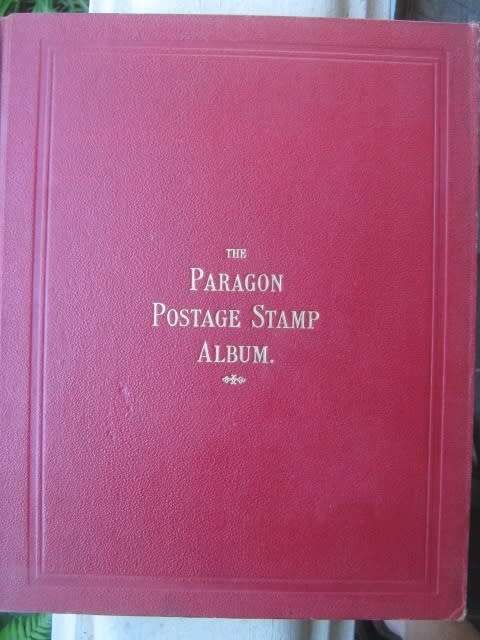 THE
PARAGON
POSTAGE STAMP
ALBUM.